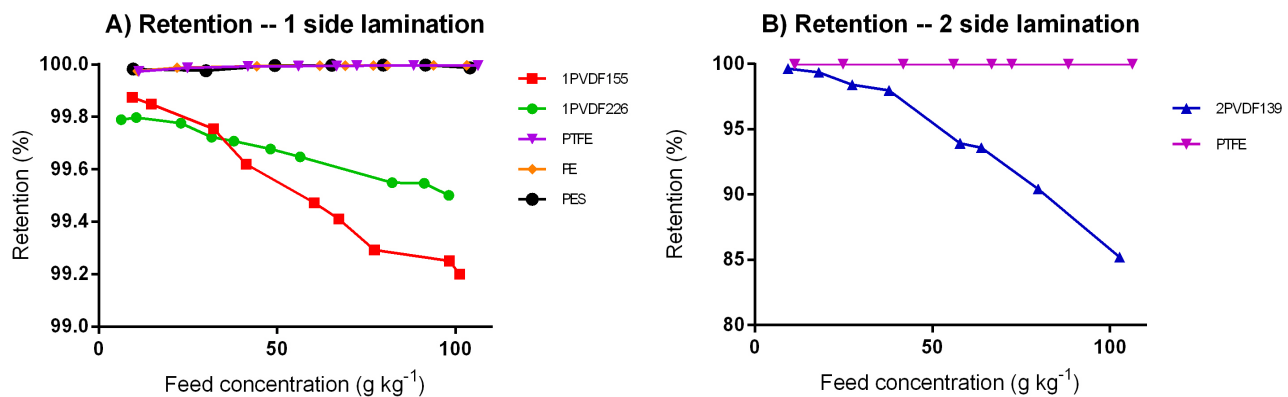 A) Retention -- 1 side lamination
100.0
99.8
99.6
99.4
99.2
99.0
Retention (%)
0
50
100
Feed concentration (g kg-1)
1PVDF155
1PVDF226
PTFE
PE
PES
B) Retention -- 2 side lamination
100
95
90
85
80
Retention (%)
0
50
100
Feed concentration (g kg-1)
2PVDF139
PTFE